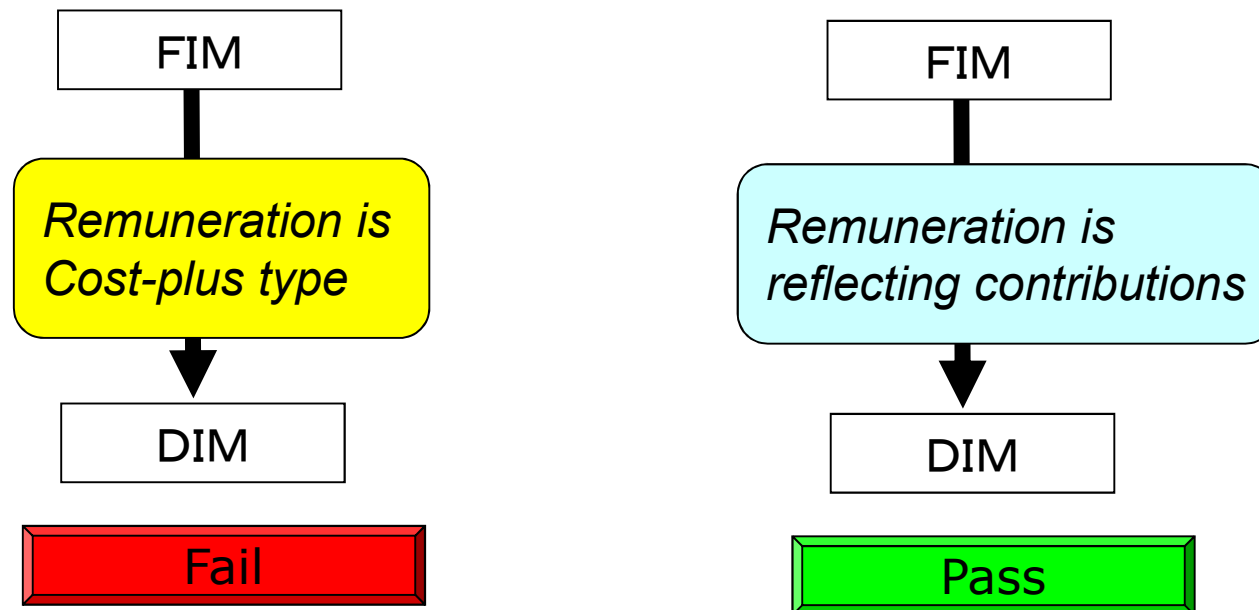 FIM
Remuneration is
Cost-plus type
DIM
Fail
FIM
Remuneration is
reflecting contributions
DIM
Pass